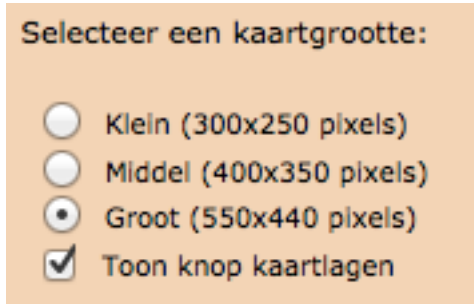 Selecteer een kaartgrootte:
Klein (300x250 pixels)
Middel (400x350 pixels)
Groot (550x440 pixels)
Toon knop kaartlagen